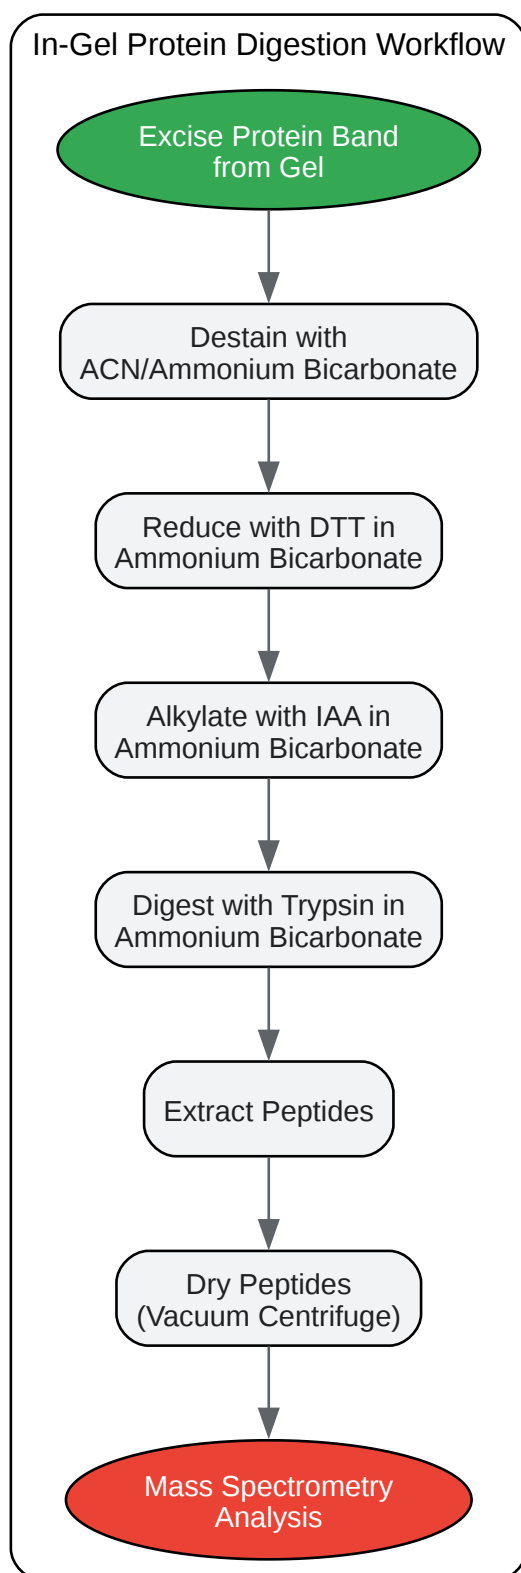 In-Gel Protein Digestion Workflow
Excise Protein Band
from Gel
Destain with
ACN/Ammonium Bicarbonate
Reduce with DTT in
Ammonium Bicarbonate
Alkylate with IAA in
Ammonium Bicarbonate
Digest with Trypsin in
Ammonium Bicarbonate
Extract Peptides
Dry Peptides
(Vacuum Centrifuge)
Mass Spectrometry
Analysis